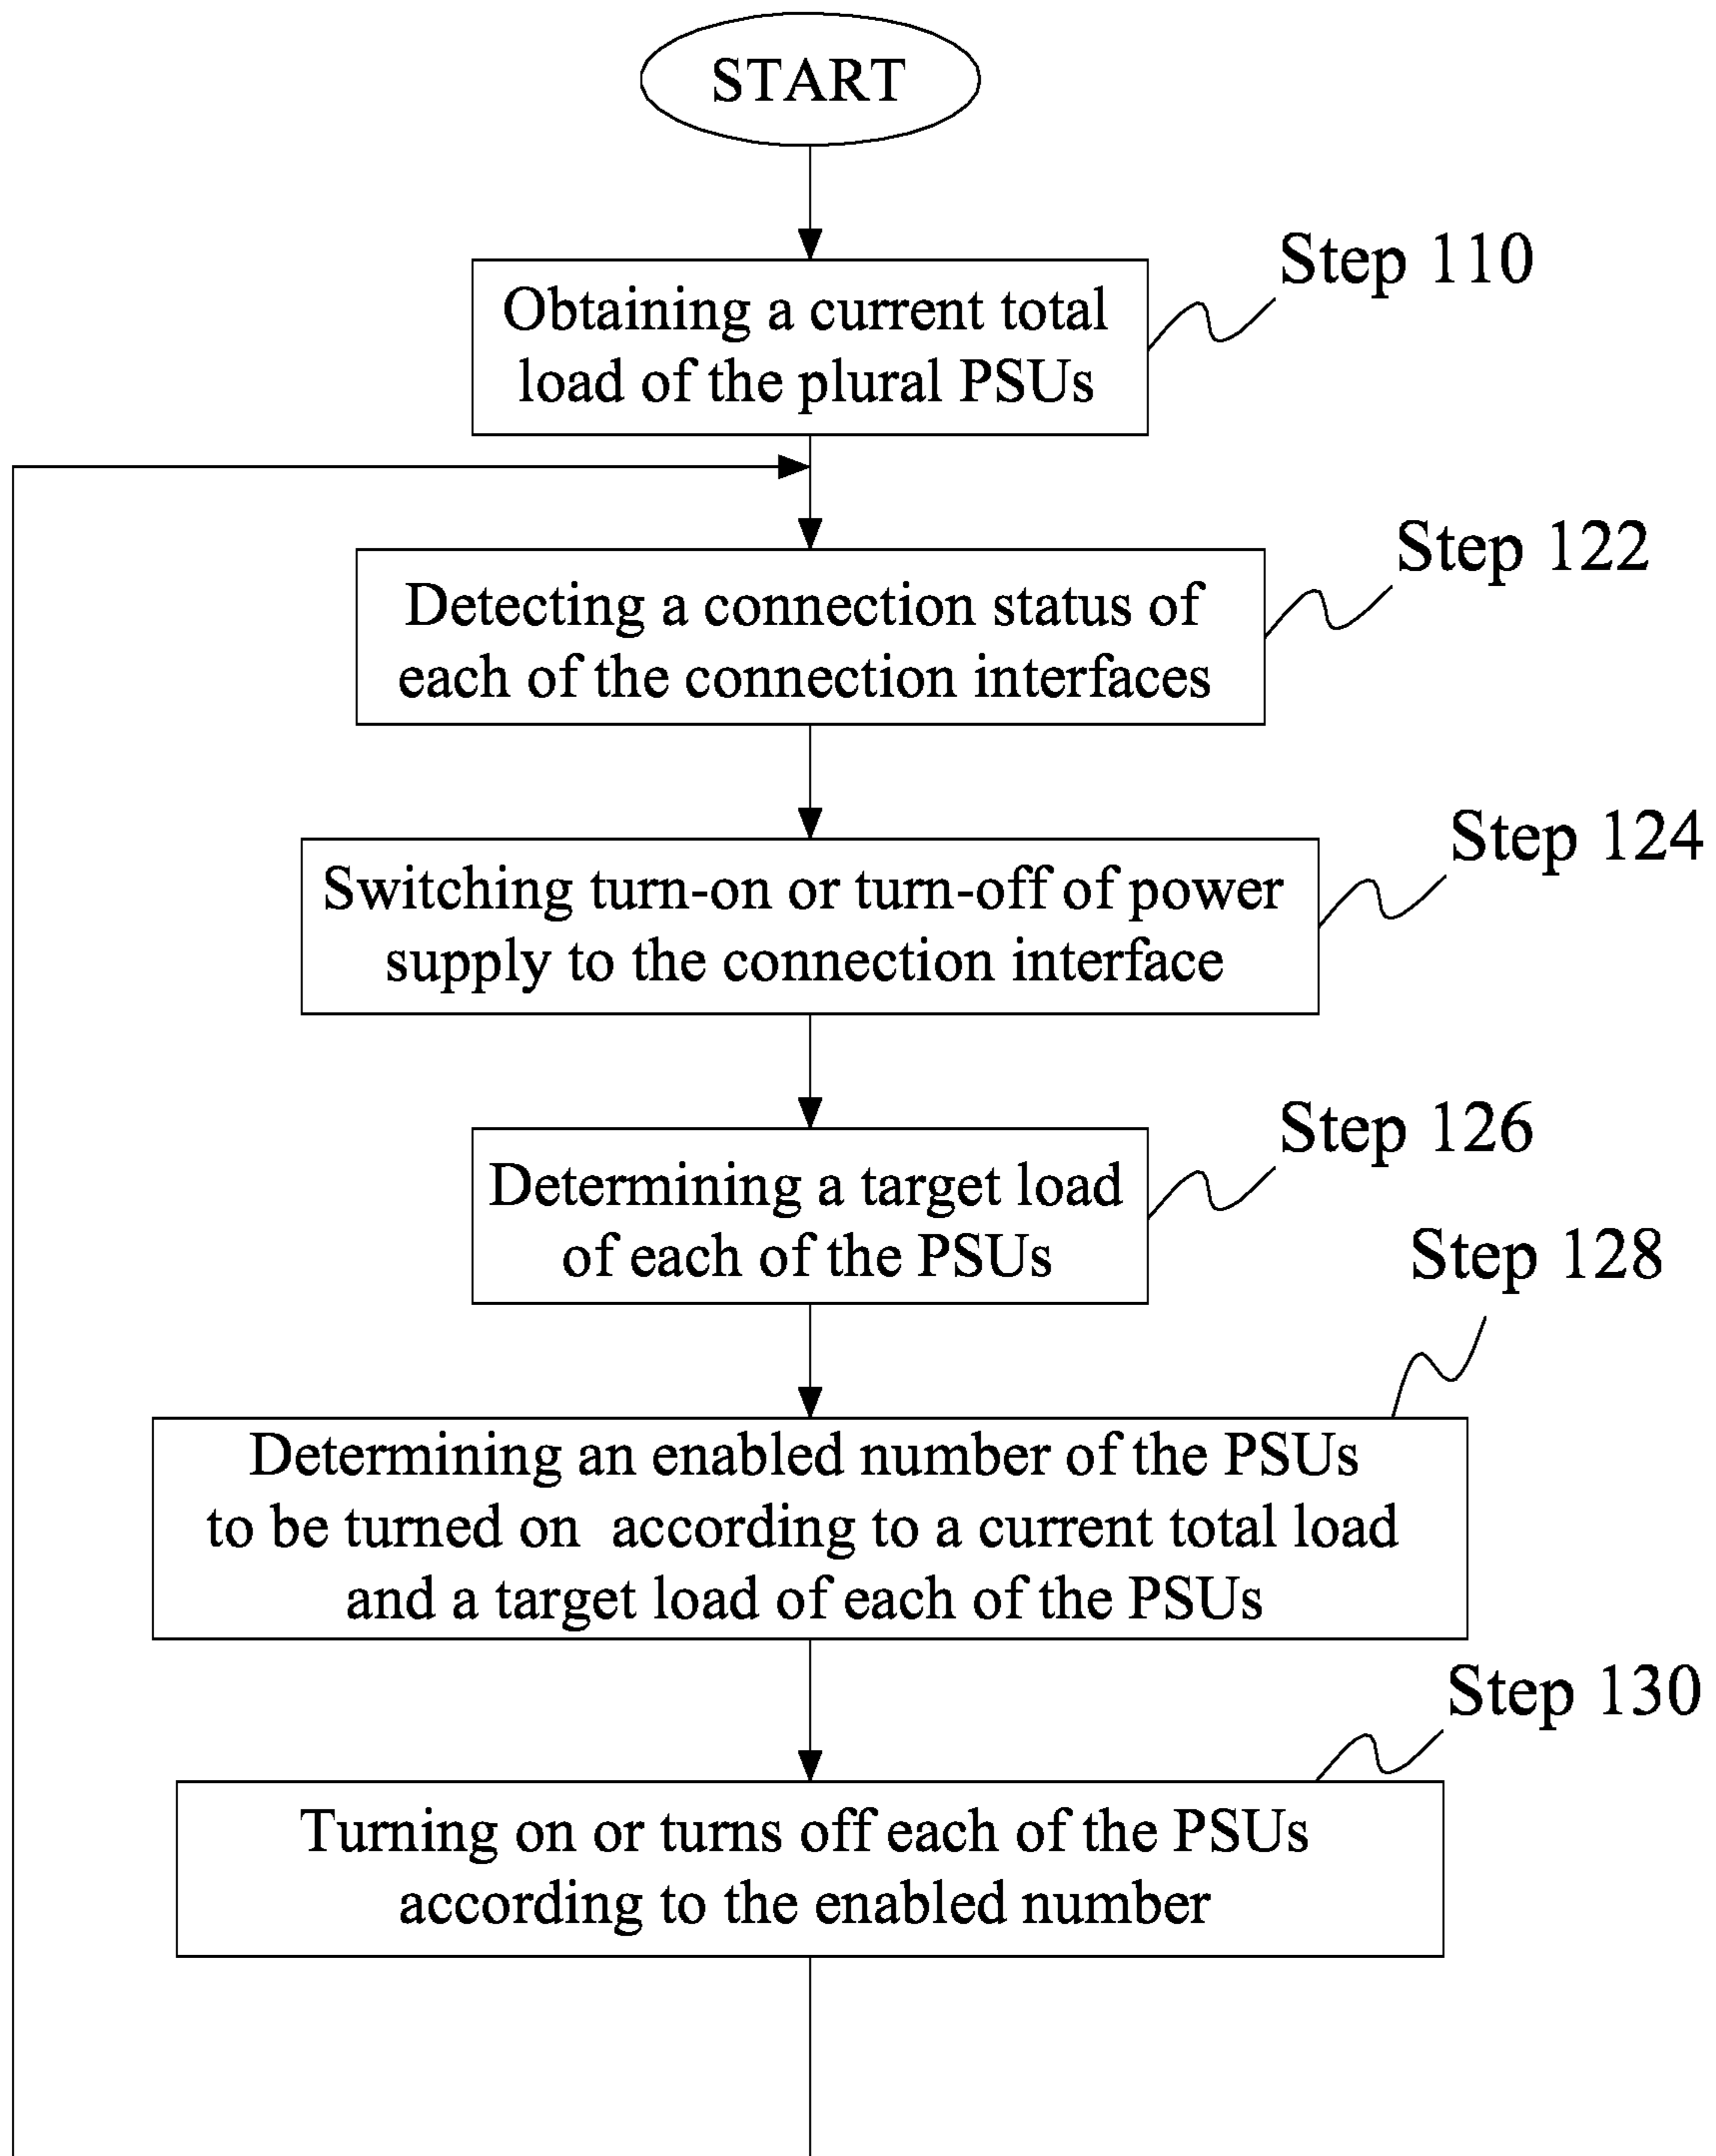 START
Step 110
Obtaining a current total
load of the plural PSUs
Step 122
Detecting a connection status of
each of the connection interfaces
Step 124
Switching turn-on or turn-off of power
supply to the connection interface
Step 126
Determining a target load
of each of the PSUs
Step 128
Determining an enabled number of the PSUs
to be turned on according to a current total load
and a target load of each of the PSUs
Step 130
Turning on or turns off each of the PSUs
according to the enabled number